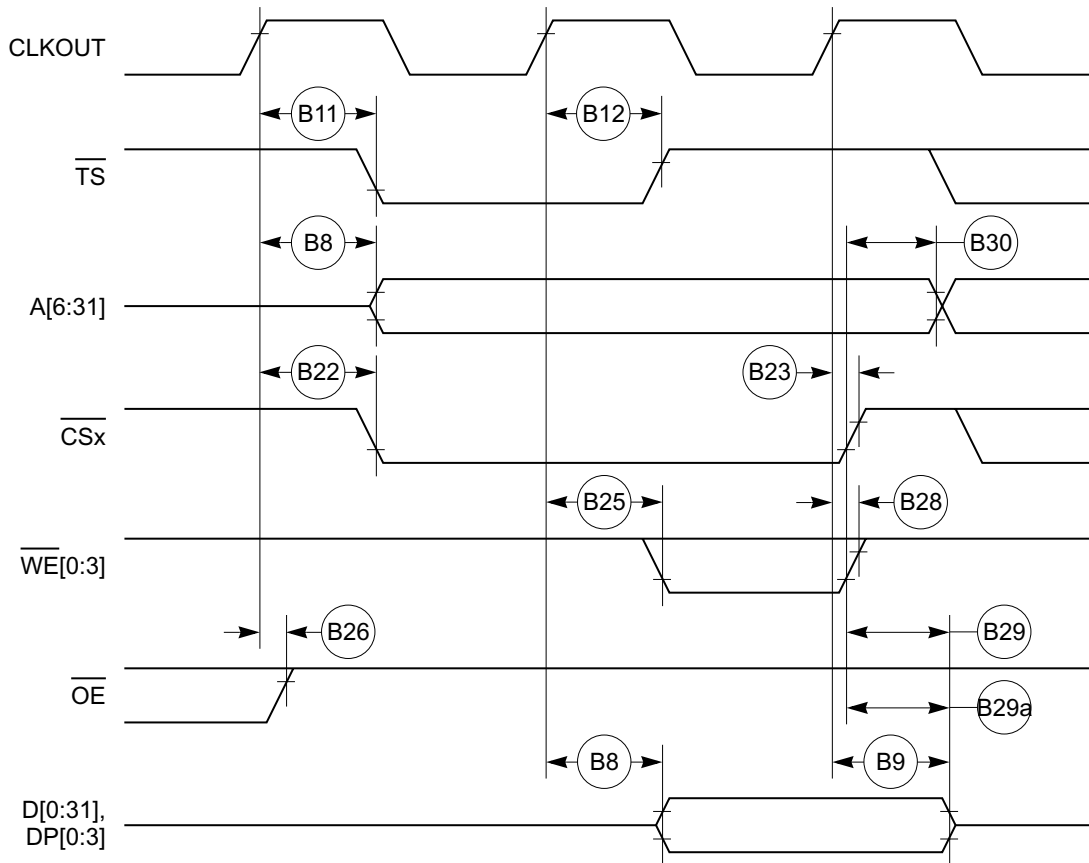 CLKOUT
B11
B12
TS
B8
B30
A[6:31]
B22
B23
CSx
B25
B28
WE[0:3]
B26
B29
OE
B29a
B8
B9
D[0:31],
DP[0:3]